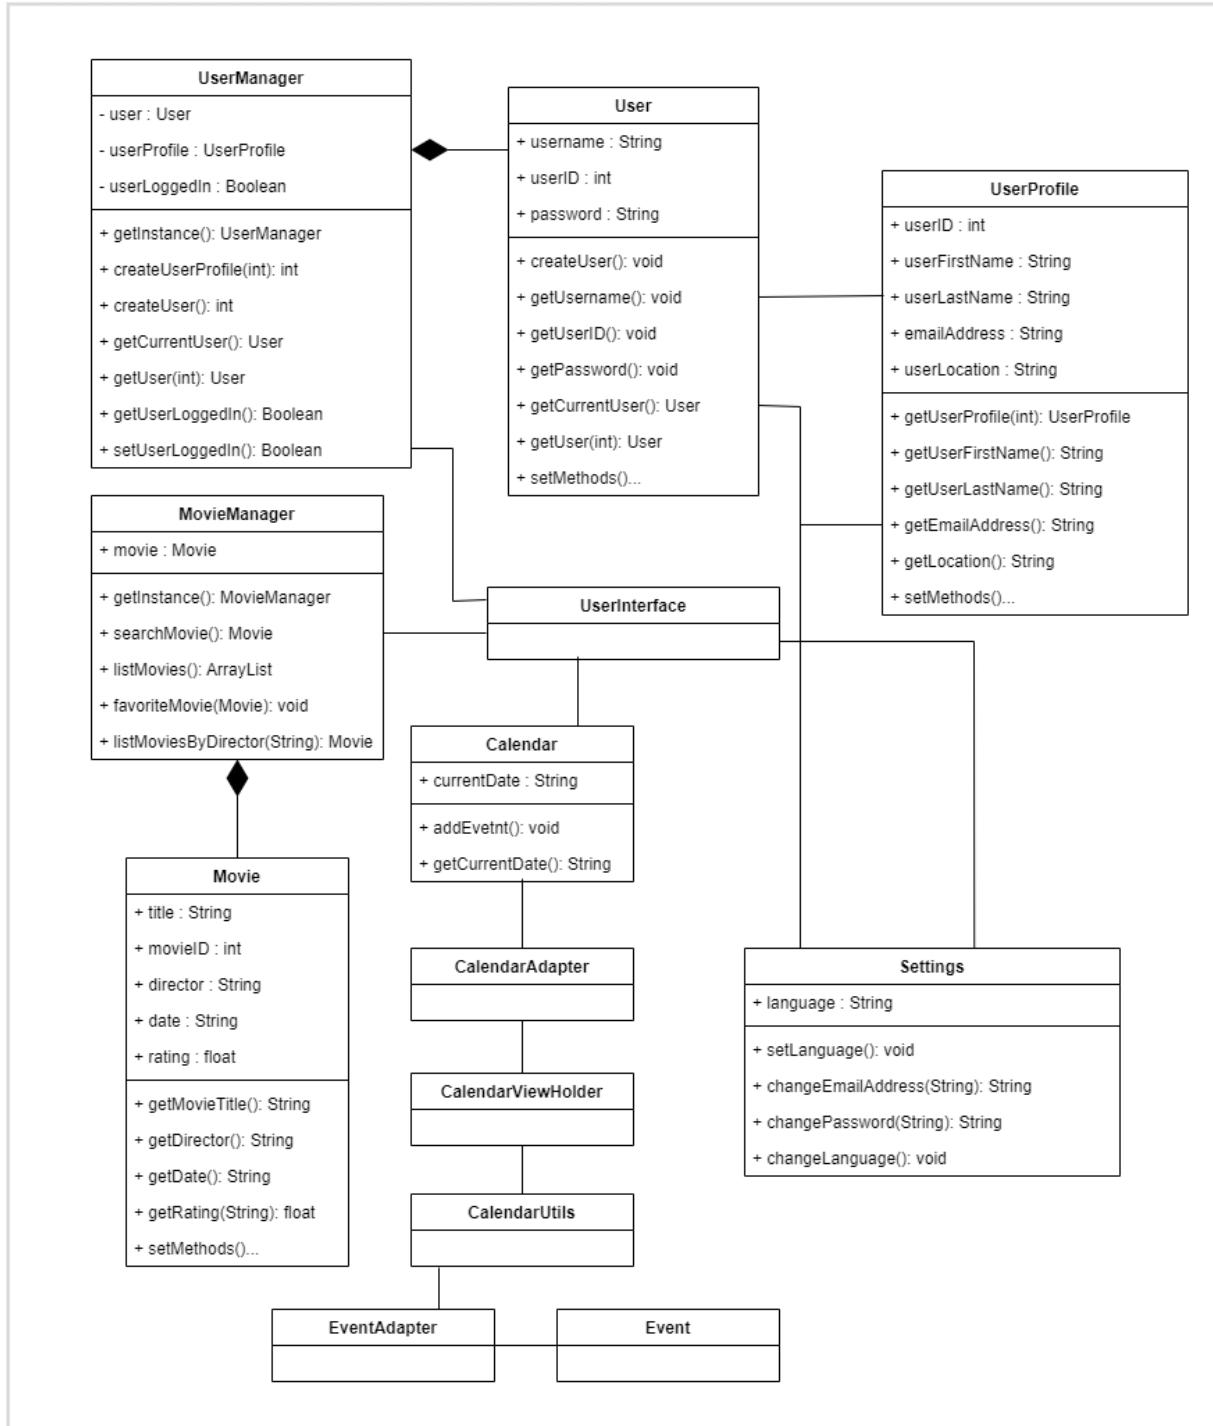 UserManager
- user : User
- userProfile : UserProfile
- userLoggedIn : Boolean
+ getInstance(): UserManager
+ createUserProfile(int): int
+ createUser(): int
+ getCurrentUser(): User
+ getUser(int): User
+ getUserLoggedIn(): Boolean
+ setUserLoggedIn(): Boolean
User
+ username : String
+ userID : int
+ password : String
+ createUser(): void
+ getUsername(): void
+ getUserID(): void
+ getPassword(): void
+ getCurrentUser(): User
+ getUser(int): User
+ setMethods()...
UserProfile
+ userID : int
+ userFirstName : String
+ userLastName : String
+ emailAddress : String
+ userLocation : String
+ getUserProfile(int): UserProfile
+ getUserFirstName(): String
+ getUserLastName(): String
+ getEmailAddress(): String
+ getLocation(): String
+ setMethods()...
MovieManager
+ movie : Movie
+ getInstance(): MovieManager
+ searchMovie(): Movie
+ listMovies(): ArrayList
+ favoriteMovie(Movie): void
+ listMoviesByDirector(String): Movie
UserInterface
Calendar
+ currentDate : String
+ addEvetnt(): void
+ getCurrentDate(): String
Movie
+ title : String
+ movieID : int
+ director : String
+ date : String
+ rating : float
+ getMovieTitle(): String
+ getDirector(): String
+ getDate(): String
+ getRating(String): float
+ setMethods()...
CalendarAdapter
CalendarViewHolder
CalendarUtils
Settings
+ language : String
+ setLanguage(): void
+ changeEmailAddress(String): String
+ changePassword(String): String
+ changeLanguage(): void
EventAdapter
Event